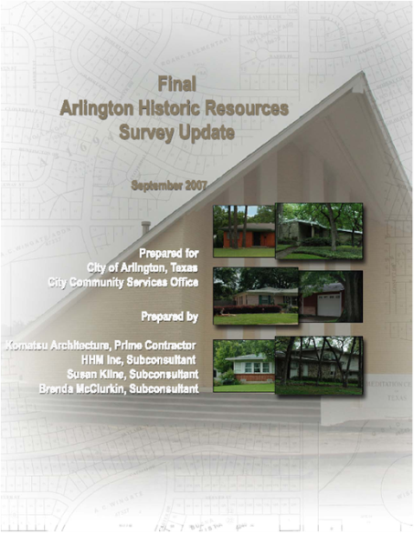 Final
Arlington Historic Resources
Survey Update
September 2007
Prepared for
City of Arlington, Texas
City Community Services Office
Prepared by
Komatsu Architecture, Prime Contractor
HHM Inc, Subconsultant
Susan Kline, Subconsultant
Brenda McClurkin, Subconsultant